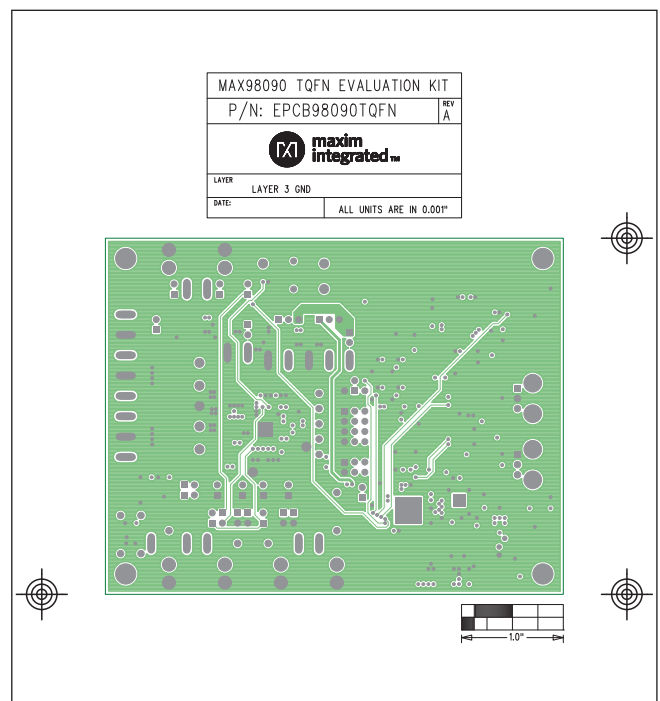 MAX98090 TQFN EVALUATION KIT
P/N: EPCB98090TQFN
REV
A
maxim
integrated™
LAYER
LAYER 3 GND
DATE:
ALL UNITS ARE IN 0.001"
1.0"